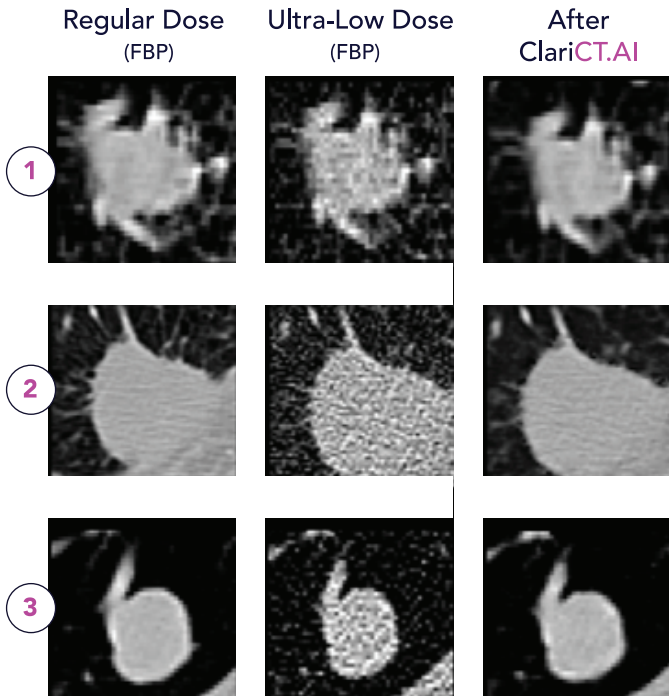 Regular Dose
(FBP)
Ultra-Low Dose
(FBP)
After
ClariCT.AI
1
2
3